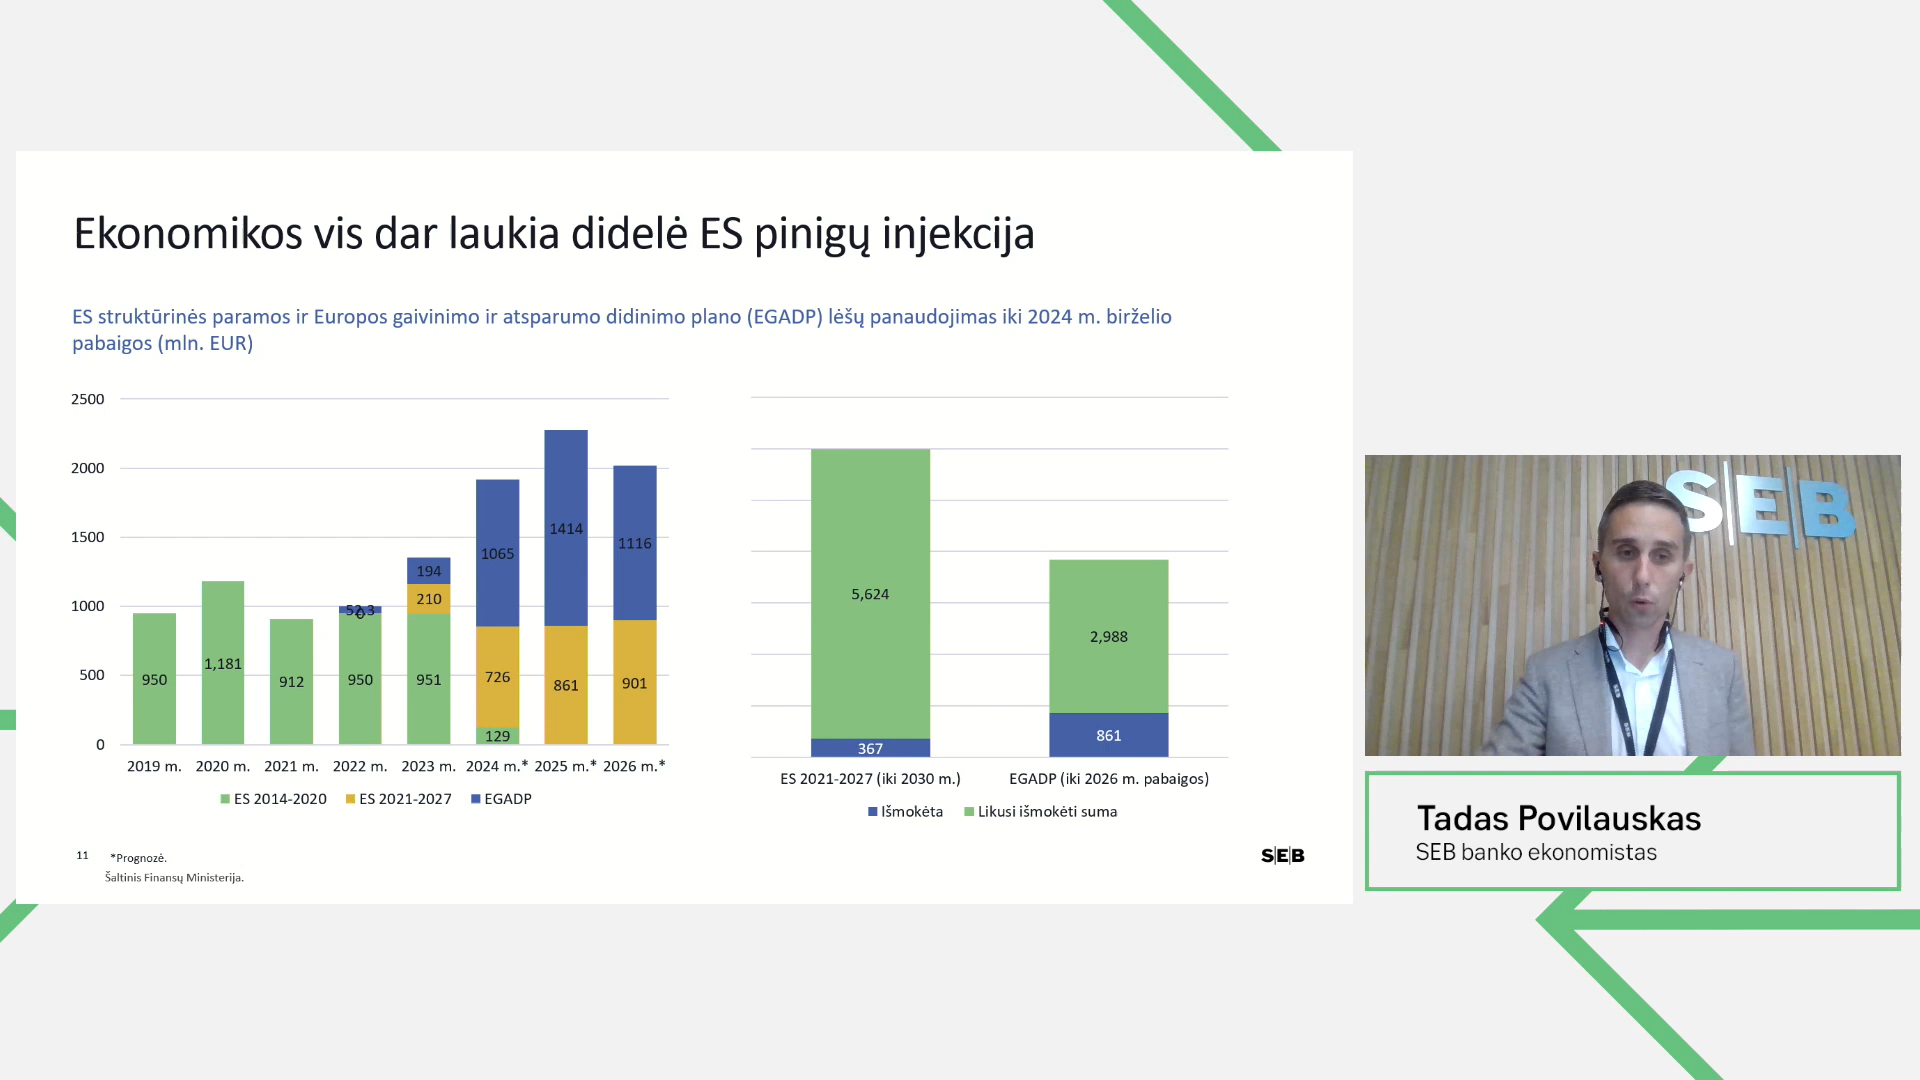 Ekonomikos vis dar laukia didelė ES pinigų injekcija
ES struktūrinės paramos ir Europos gaivinimo ir atsparumo didinimo plano (EGADP) lėšų panaudojimas iki 2024 m. birželio
pabaigos (mln. EUR)
2500
2000
1500
1000
500
0
950
1,181
912
52,3
0
950
194
210
951
1065
726
129
1414
861
1116
901
2019 m.
2020 m.
2021 m.
2022 m.
2023 m.
2024 m.*
2025 m.*
2026 m.*
ES 2014-2020
ES 2021-2027
EGADP
5,624
367
2,988
861
ES 2021-2027 (iki 2030 m.)
EGADP (iki 2026 m. pabaigos)
Išmokėta
Likusi išmokėti suma
11
*Prognozė.
Šaltinis Finansų Ministerija.
SEB
SEB
Tadas Povilauskas
SEB banko ekonomistas